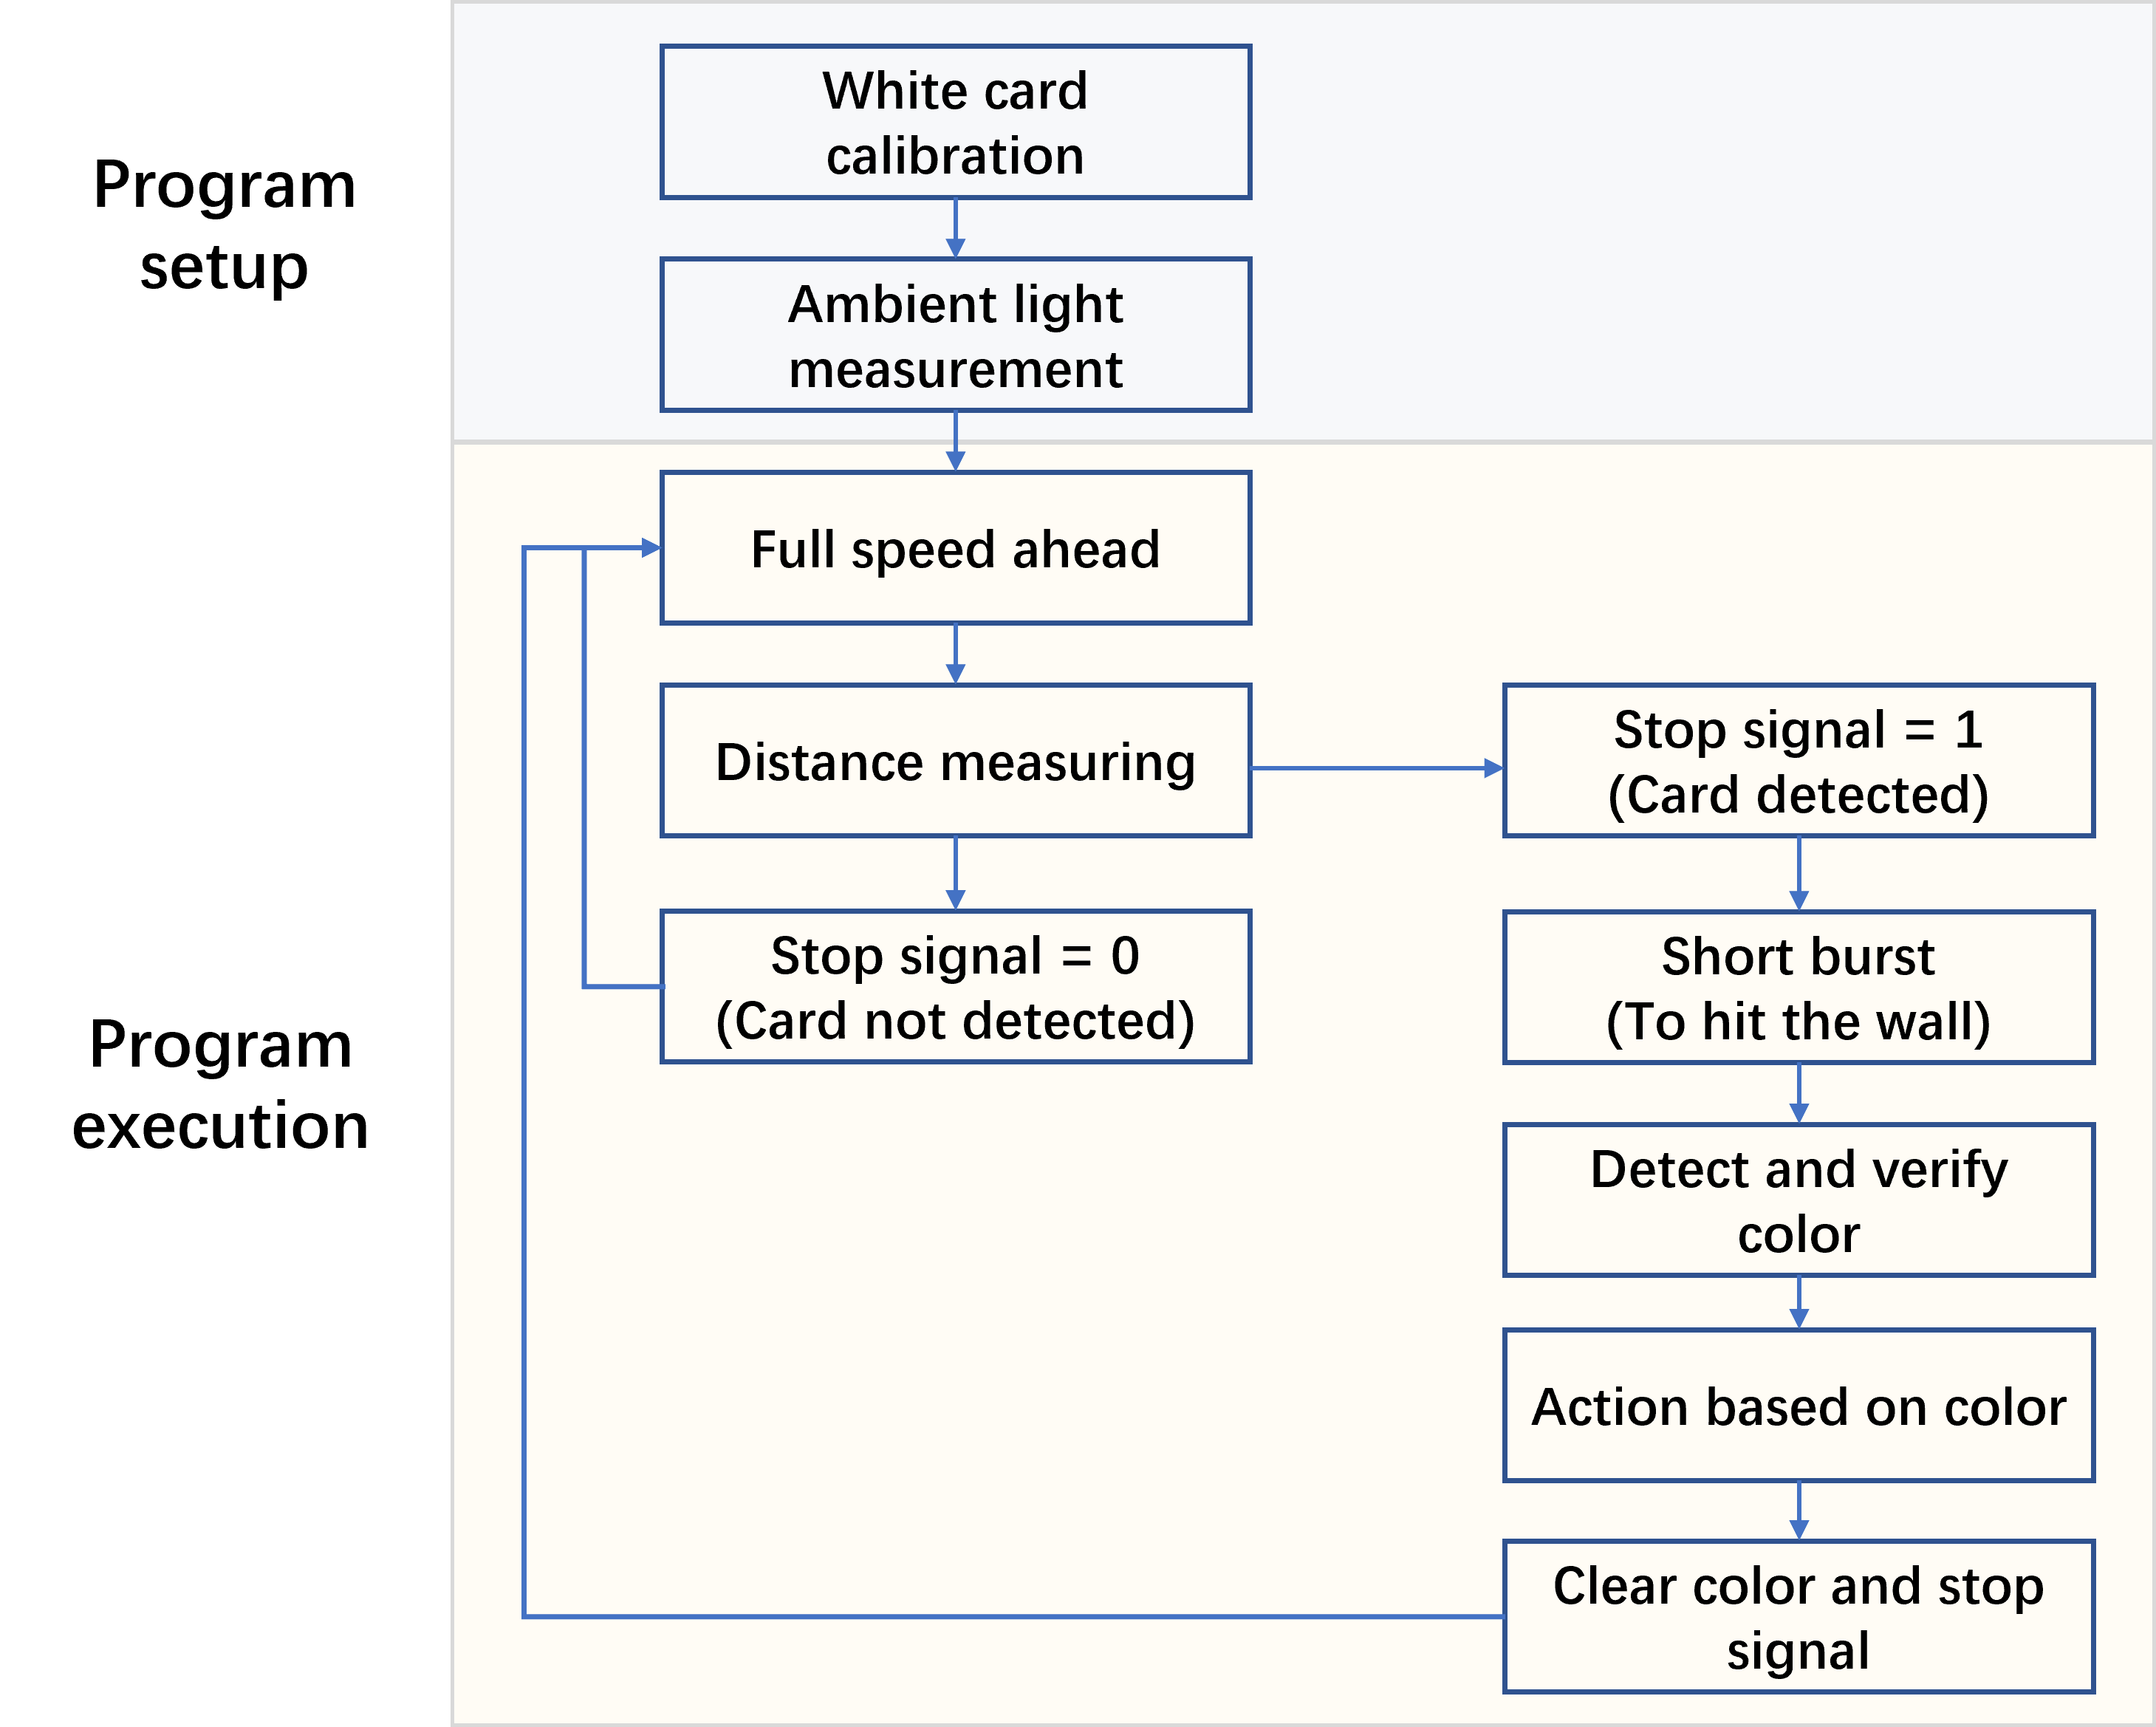 Program
setup
White card
calibration
Ambient light
measurement
Program
execution
Full speed ahead
Distance measuring
Stop signal = 0
(Card not detected)
Stop signal = 1
(Card detected)
Short burst
(To hit the wall)
Detect and verify
color
Action based on color
Clear color and stop
signal